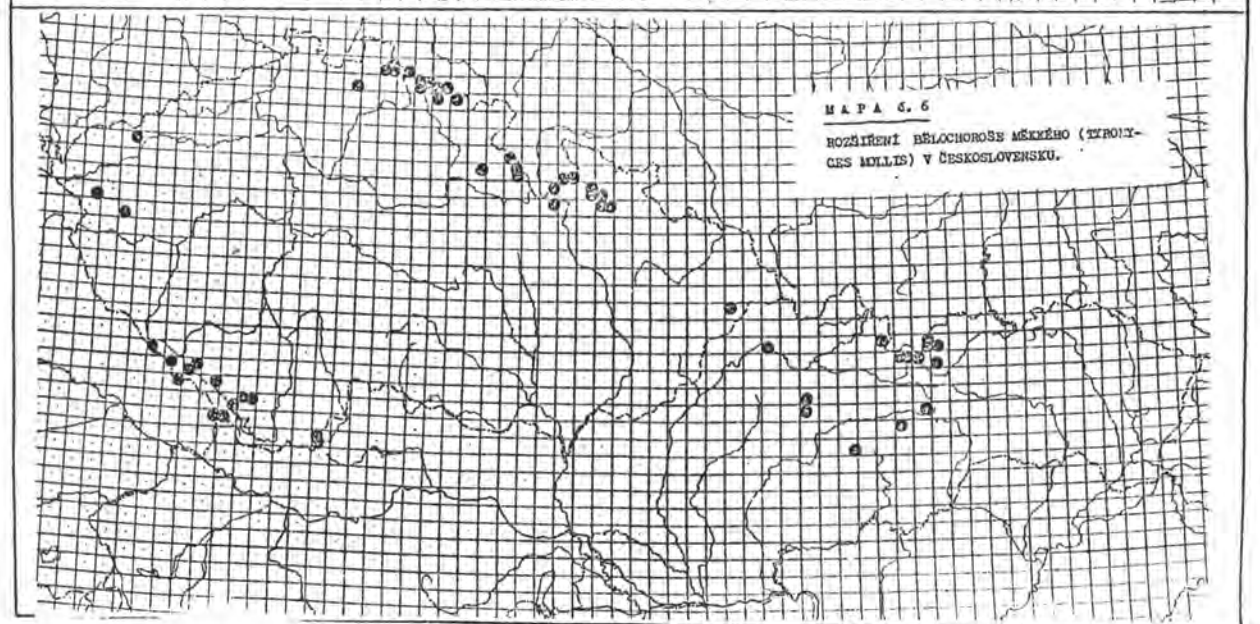 MAPA č. 6
ROZŠÍŘENÍ BĚLOCHOROŠE MĚKKÉHO (TYROMY-
CES MOLLIS) V ČESKOSLOVENSKU.